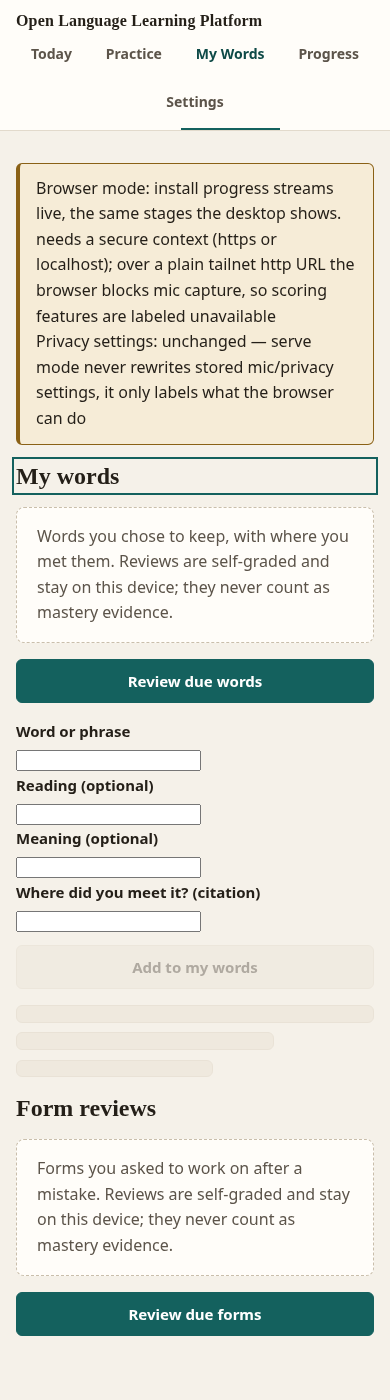 Open Language Learning Platform
Today Practice My Words Progress
Settings
Browser mode: install progress streams
live, the same stages the desktop shows.
needs a secure context (https or
localhost); over a plain tailnet http URL the
browser blocks mic capture, so scoring
features are labeled unavailable
Privacy settings: unchanged — serve
mode never rewrites stored mic/privacy
settings, it only labels what the browser
can do
My words
Words you chose to keep, with where you
met them. Reviews are self-graded and
stay on this device; they never count as
mastery evidence.
Review due words
Word or phrase
Reading (optional)
Meaning (optional)
Where did you meet it? (citation)
Add to my words
Form reviews
Forms you asked to work on after a
mistake. Reviews are self-graded and stay
on this device; they never count as
mastery evidence.
Review due forms